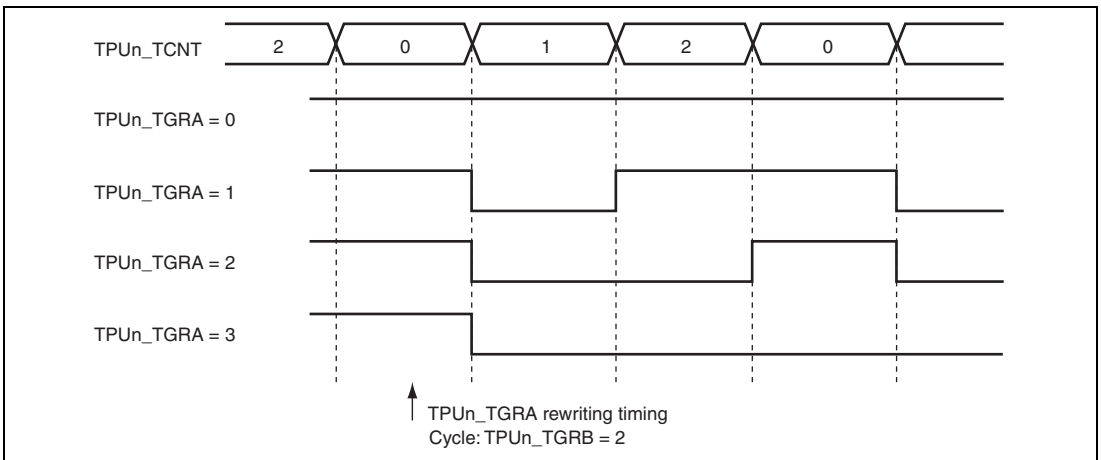 TPUn_TCNT 2 0 1 2 0
TPUn_TGRA = 0
TPUn_TGRA = 1
TPUn_TGRA = 2
TPUn_TGRA = 3
TPUn_TGRA rewriting timing
Cycle: TPUn_TGRB = 2